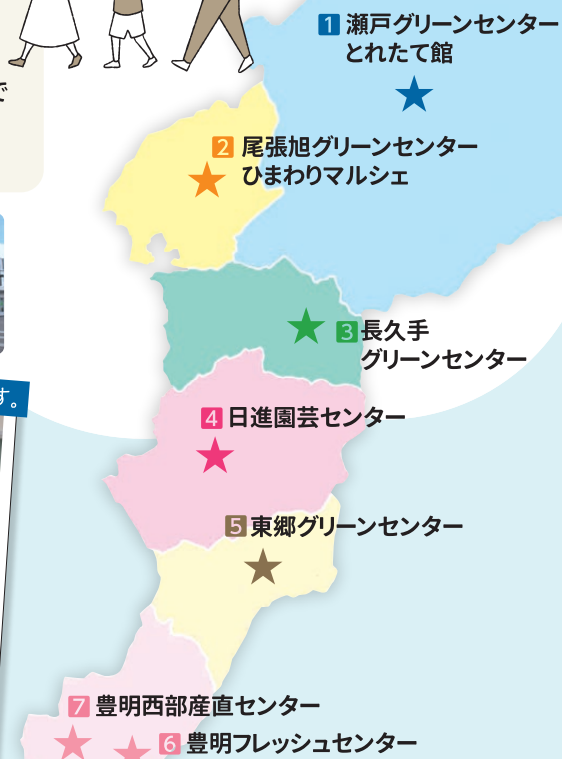 1 瀬戸グリーンセンター
とれたて館
で
2 尾張旭グリーンセンター
ひまわりマルシェ
3 長久手
グリーンセンター
す。
4 日進園芸センター
5 東郷グリーンセンター
7 豊明西部産直センター
6 豊明フレッシュセンター